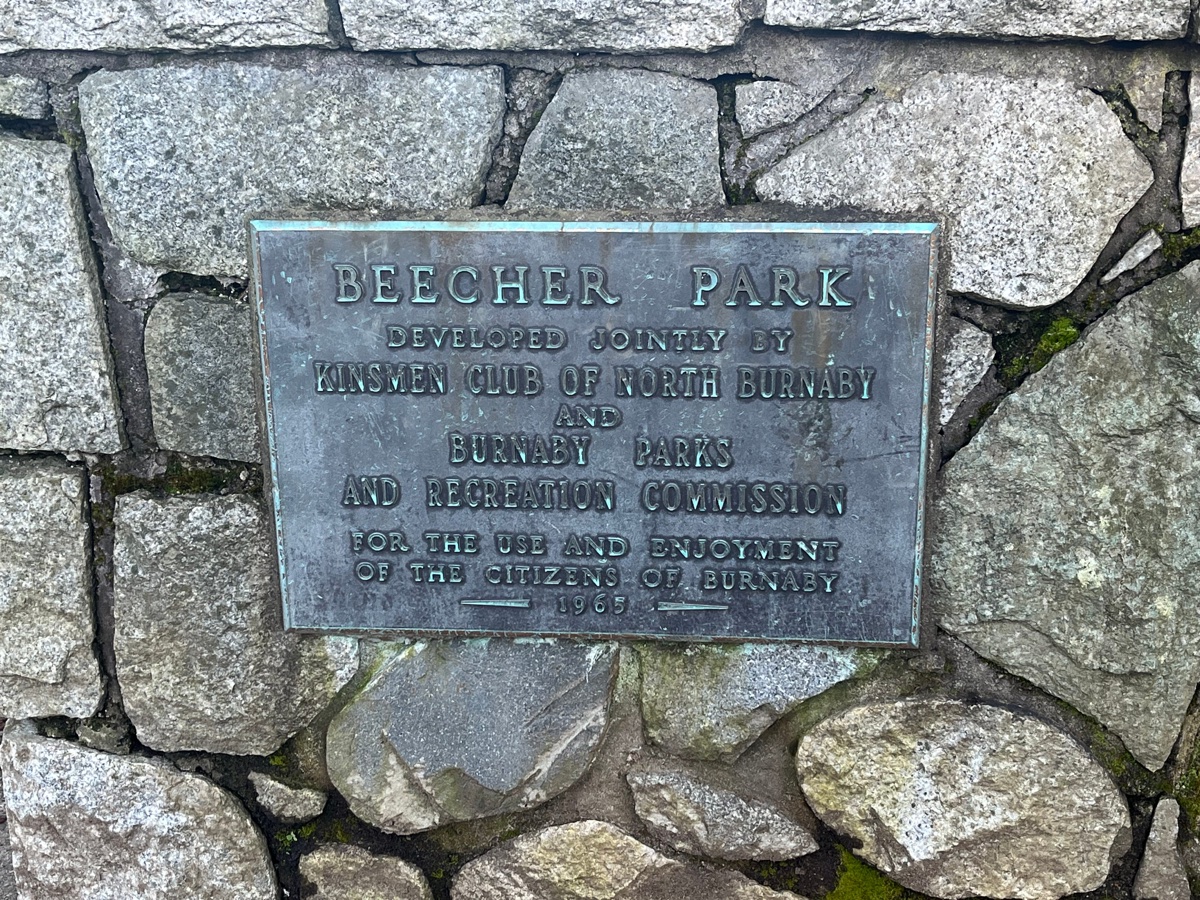 BEECHER PARK
DEVELOPED JOINTLY BY
KINSMEN CLUB OF NORTH BURNABY
AND
BURNABY PARKS
AND RECREATION COMMISSION
FOR THE USE AND ENJOYMENT
OF THE CITIZENS OF BURNABY
1965